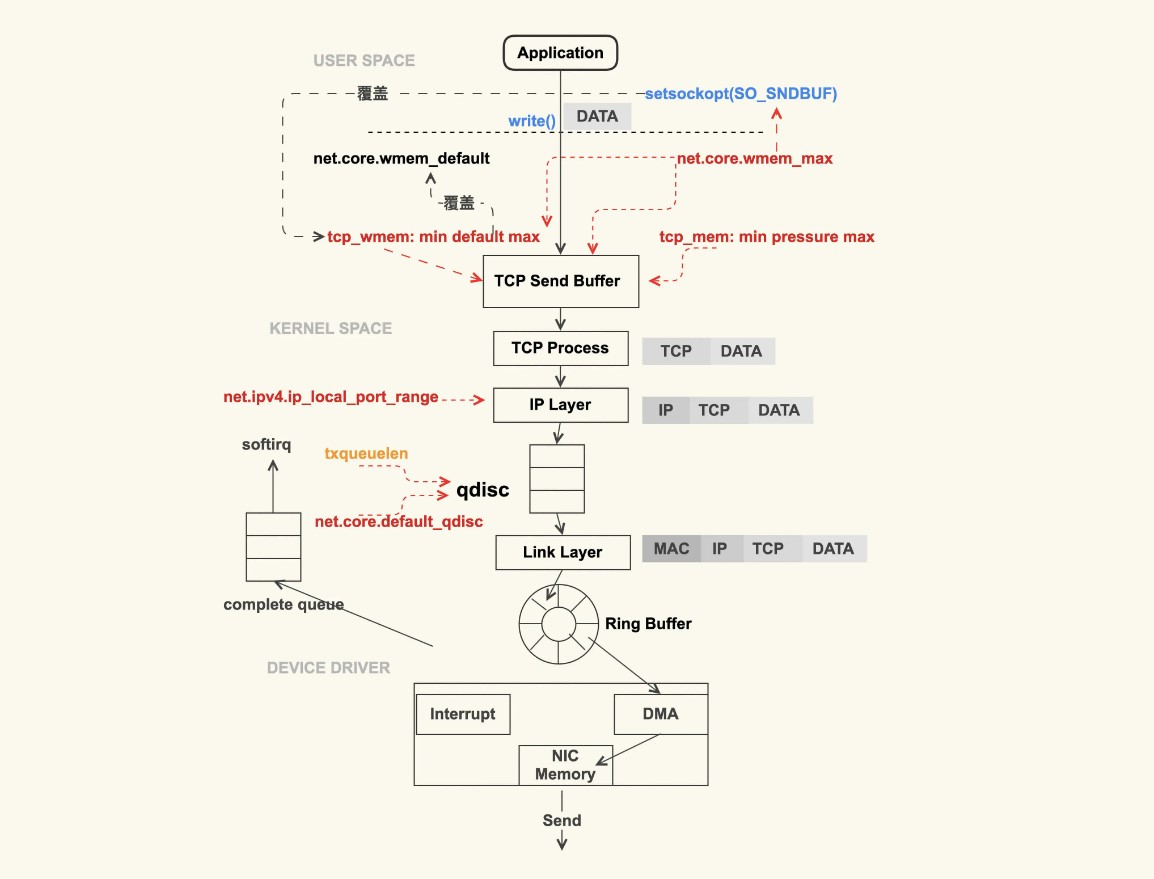 Application
USER SPACE
覆盖
setsockopt(SO_SNDBUF)
write()
DATA
net.core.wmem_default
net.core.wmem_max
覆盖
tcp_wmem: min default max
tcp_mem: min pressure max
TCP Send Buffer
KERNEL SPACE
TCP Process
TCP DATA
net.ipv4.ip_local_port_range
IP Layer
IP TCP DATA
softirq
txqueuelen
qdisc
net.core.default_qdisc
Link Layer
MAC IP TCP DATA
complete queue
Ring Buffer
DEVICE DRIVER
Interrupt
DMA
NIC
Memory
Send